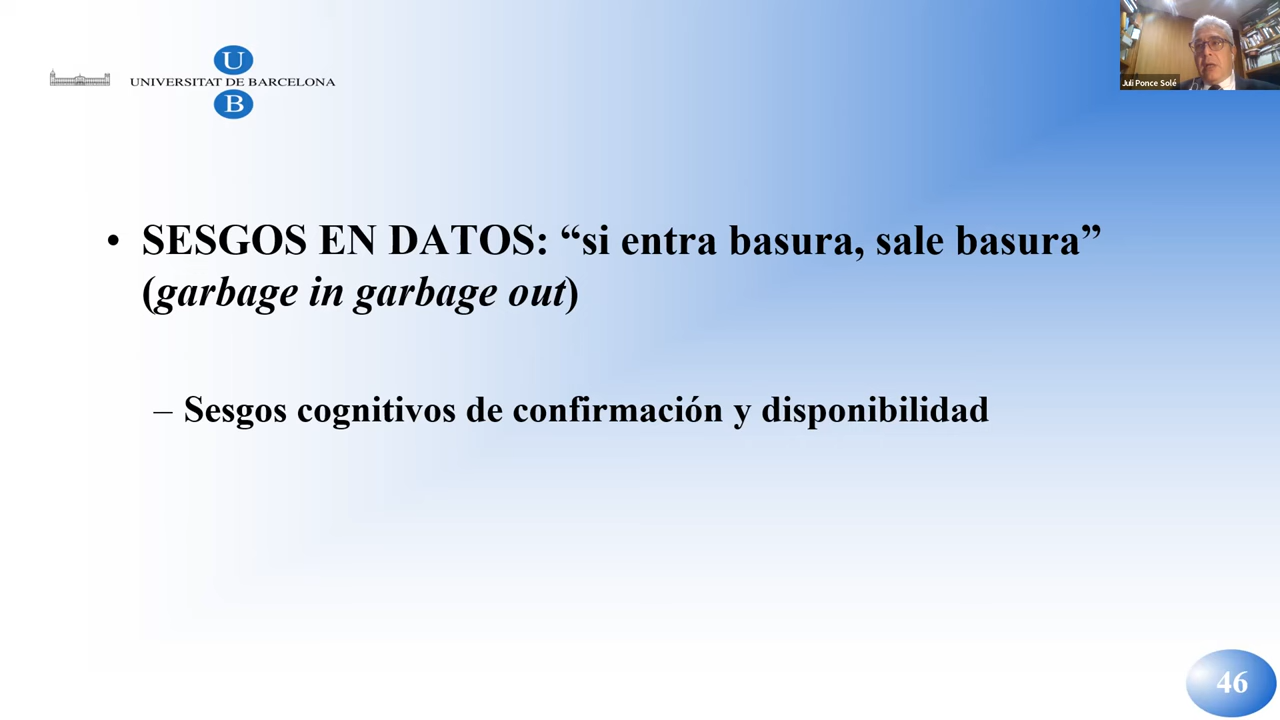 U
UNIVERSITAT DE BARCELONA
B
Juli Ponce Solé
• SESGOS EN DATOS: “si entra basura, sale basura”
(garbage in garbage out)
– Sesgos cognitivos de confirmación y disponibilidad
46